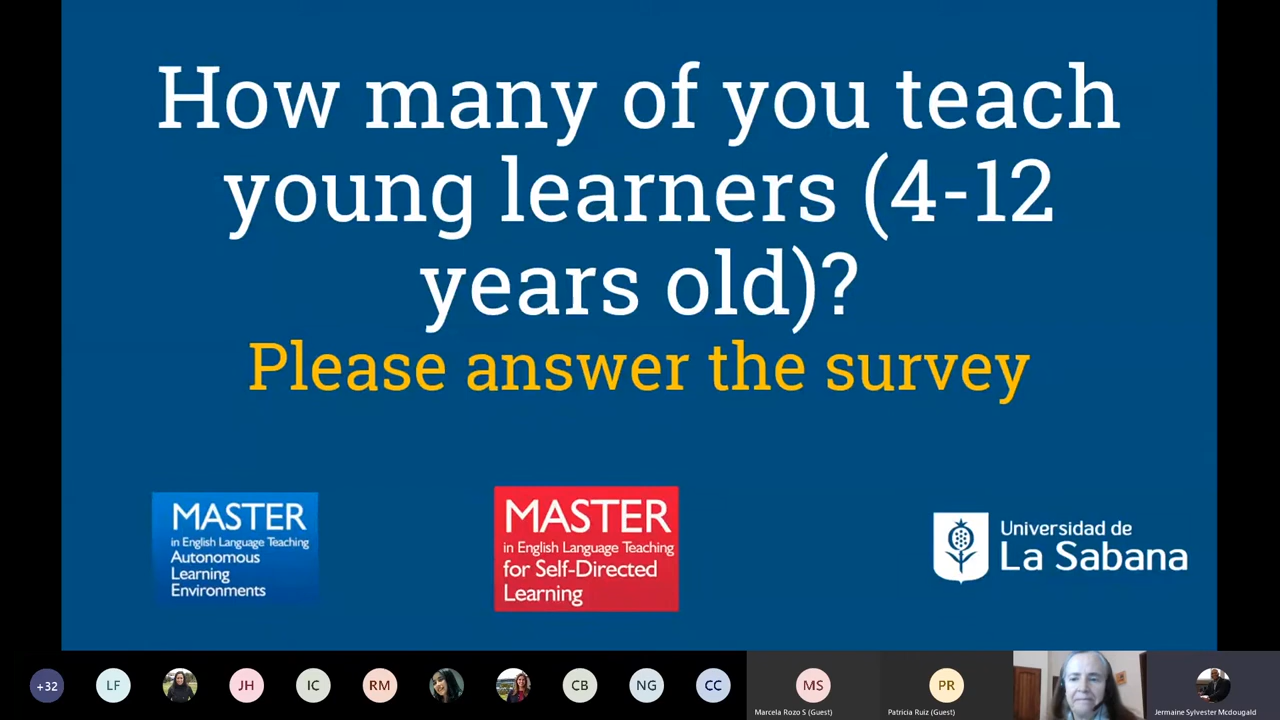 How many of you teach
young learners (4-12
years old)?
Please answer the survey
MASTER
in English Language Teaching
Autonomous
Learning
Environments
MASTER
in English Language Teaching
for Self-Directed
Learning
Universidad de
La Sabana
+32
LF
JH
IC
RM
CB
NG
CC
MS
Marcela Rozo S (Guest)
PR
Patricia Ruiz (Guest)
Jermaine Sylvester Mcdougald